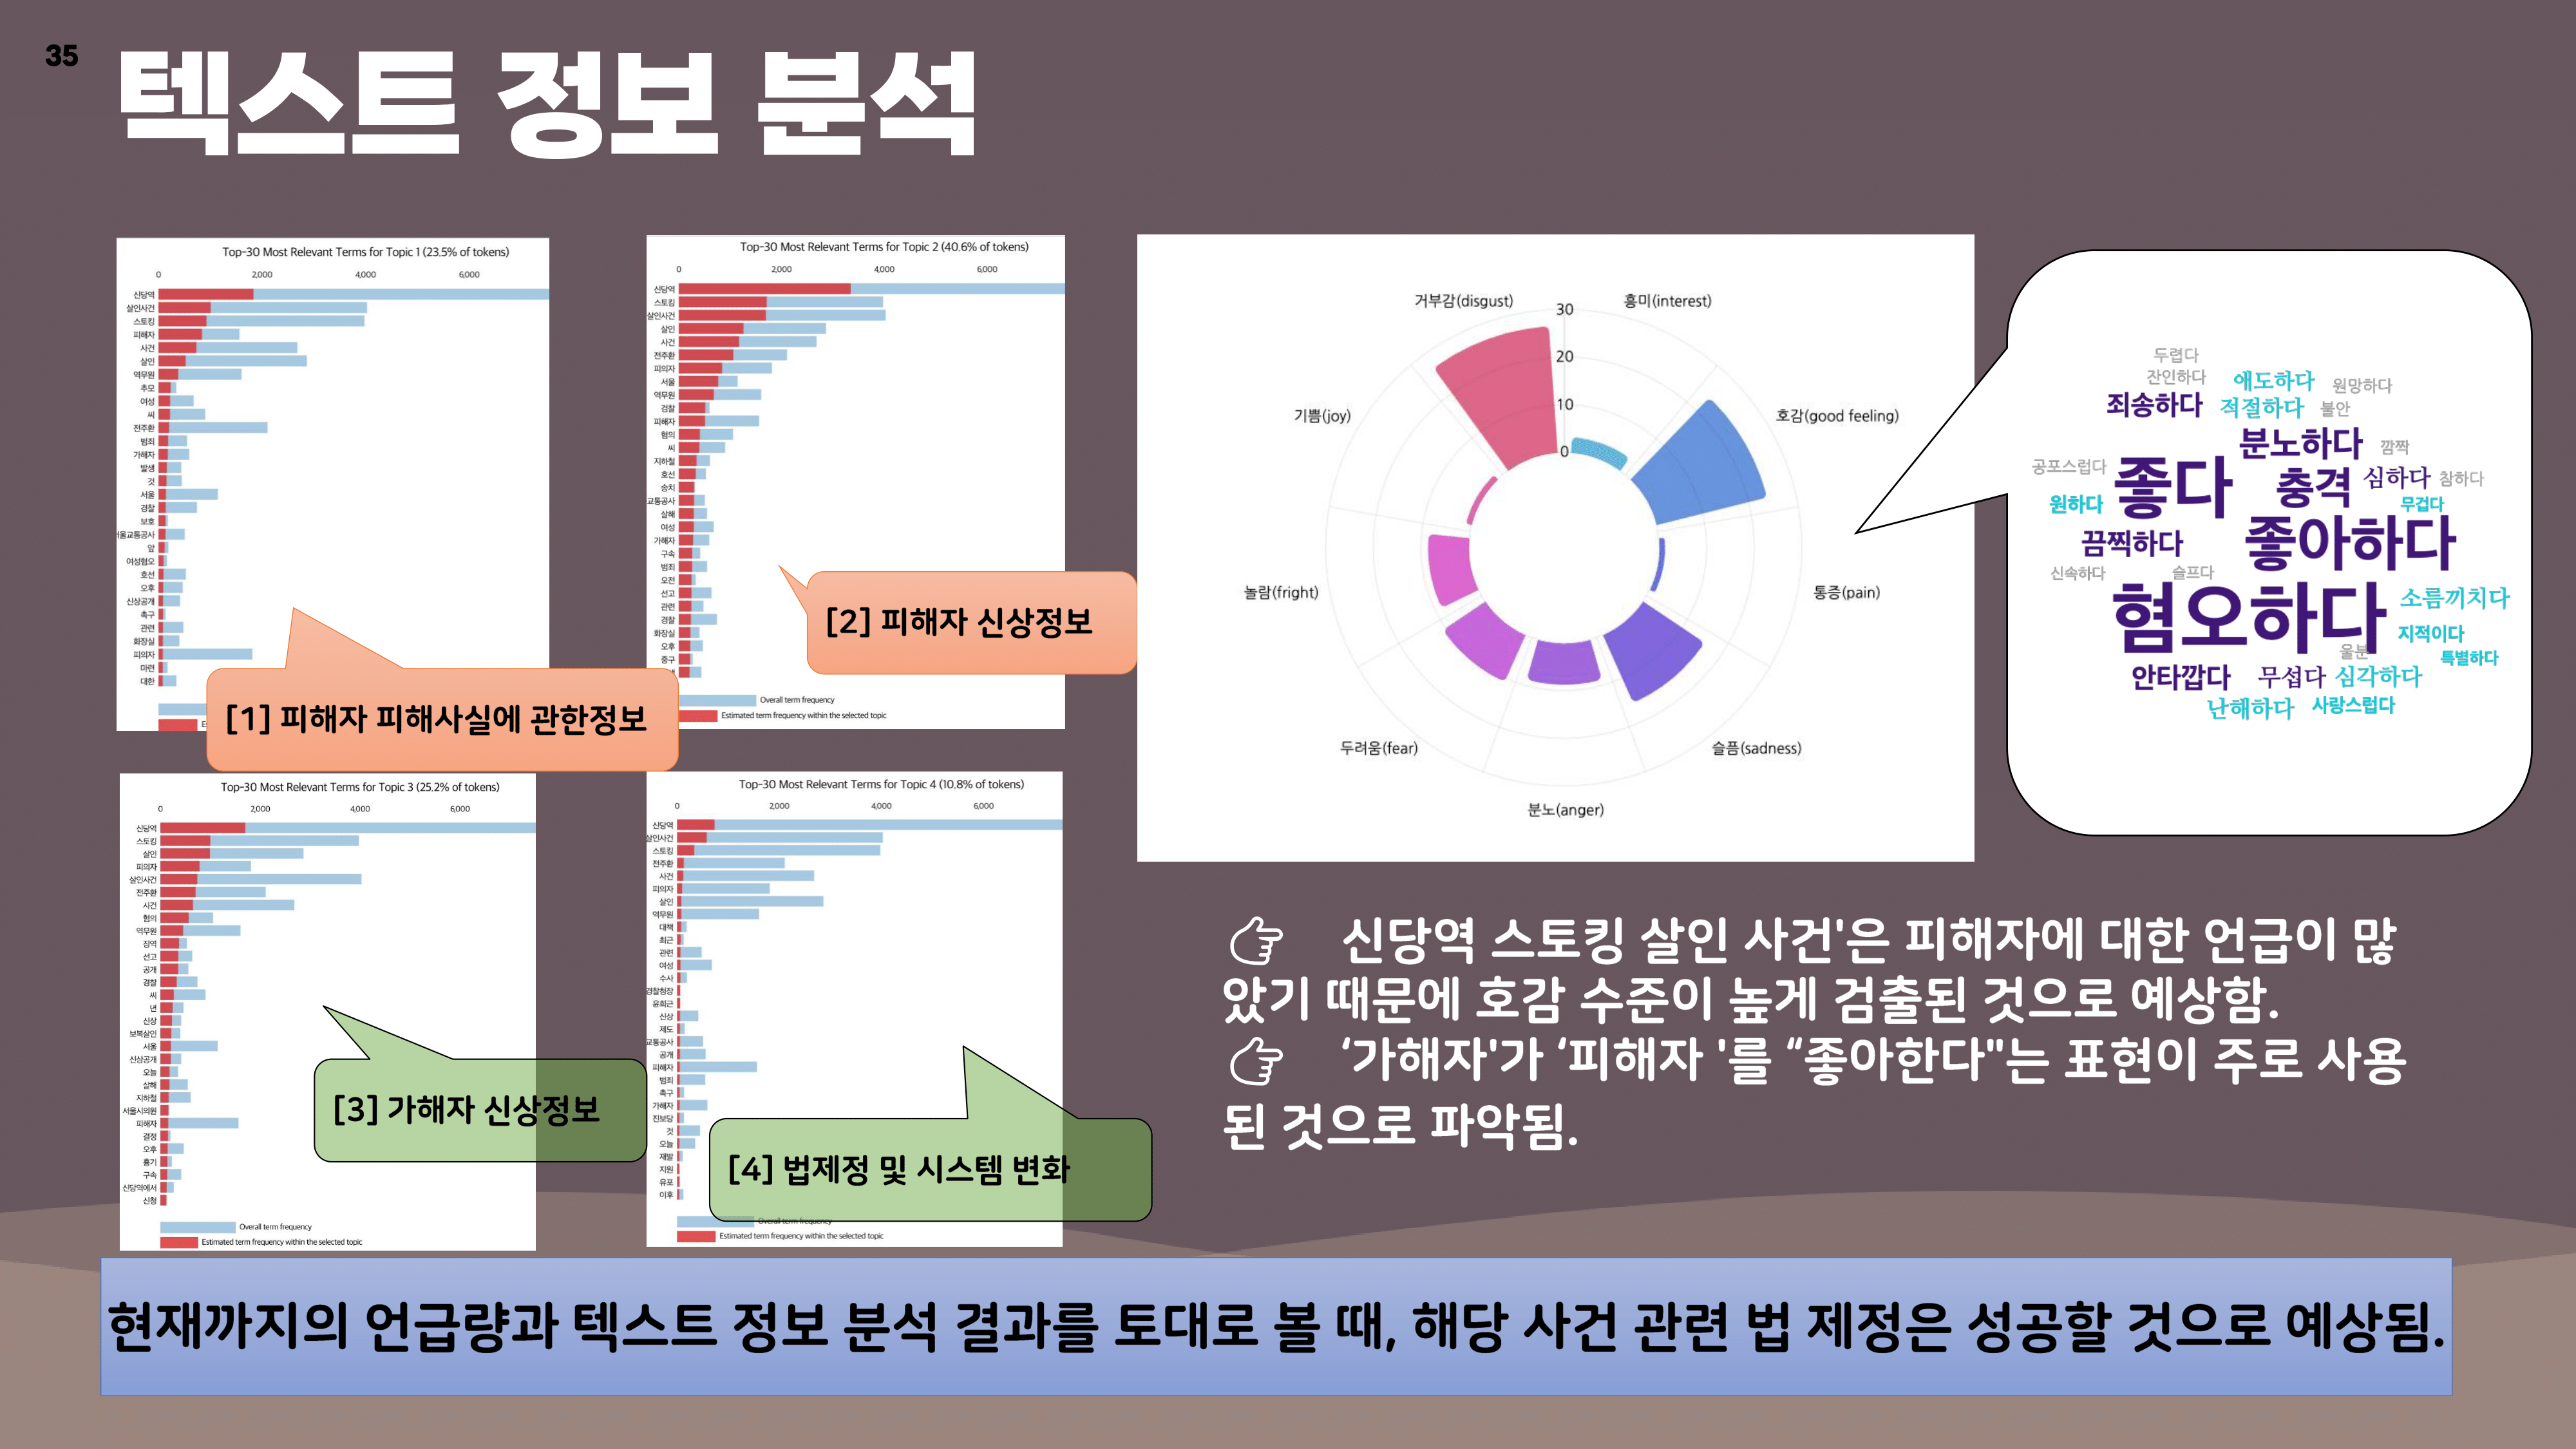 35
텍스트 정보 분석
Top-30 Most Relevant Terms for Topic 1 (23.5% of tokens)
0 2,000 4,000 6,000
신당역
살인사건
스토킹
피해자
사건
살인
역무원
추모
여성
씨
전주환
범죄
가해자
발생
것
서울
경찰
보호
울교통공사
앞
여성혐오
호선
오후
신상공개
촉구
관련
화장실
피의자
마련
대한
[1] 피해자 피해사실에 관한정보
Top-30 Most Relevant Terms for Topic 2 (40.6% of tokens)
0 2,000 4,000 6,000
신당역
스토킹
살인사건
살인
사건
전주환
피의자
서울
역무원
검찰
피해자
혐의
씨
지하철
호선
송치
교통공사
살해
여성
가해자
구속
범죄
오전
선고
관련
경찰
화장실
오후
중구
Overall term frequency
Estimated term frequency within the selected topic
[2] 피해자 신상정보
Top-30 Most Relevant Terms for Topic 3 (25.2% of tokens)
0 2,000 4,000 6,000
신당역
스토킹
살인
피의자
살인사건
전주환
사건
혐의
역무원
징역
선고
공개
경찰
씨
년
신상
보복살인
서울
신상공개
오늘
살해
지하철
서울시의원
피해자
결정
오후
흉기
구속
신당역에서
신청
Overall term frequency
Estimated term frequency within the selected topic
[3] 가해자 신상정보
Top-30 Most Relevant Terms for Topic 4 (10.8% of tokens)
0 2,000 4,000 6,000
신당역
살인사건
스토킹
전주환
사건
피의자
살인
역무원
대책
최근
관련
여성
수사
경찰청장
윤희근
신상
제도
교통공사
공개
피해자
범죄
촉구
가해자
진보당
것
오늘
재발
지원
유포
이후
Overall term frequency
Estimated term frequency within the selected topic
[4] 법제정 및 시스템 변화
거부감(disgust)
흥미(interest)
30
20
10
0
기쁨(joy)
호감(good feeling)
놀람(fright)
통증(pain)
두려움(fear)
슬픔(sadness)
분노(anger)
두렵다
잔인하다 애도하다 원망하다
죄송하다 적절하다 불안
분노하다 깜짝
공포스럽다 좋다 충격 심하다 참하다
원하다 무겁다
끔찍하다 좋아하다
신속하다 슬프다
혐오하다 소름끼치다
지적이다
울분 특별하다
안타깝다 무섭다 심각하다
난해하다 사랑스럽다
신당역 스토킹 살인 사건'은 피해자에 대한 언급이 많
았기 때문에 호감 수준이 높게 검출된 것으로 예상함.
‘가해자'가 ‘피해자 '를 “좋아한다"는 표현이 주로 사용
된 것으로 파악됨.
현재까지의 언급량과 텍스트 정보 분석 결과를 토대로 볼 때, 해당 사건 관련 법 제정은 성공할 것으로 예상됨.